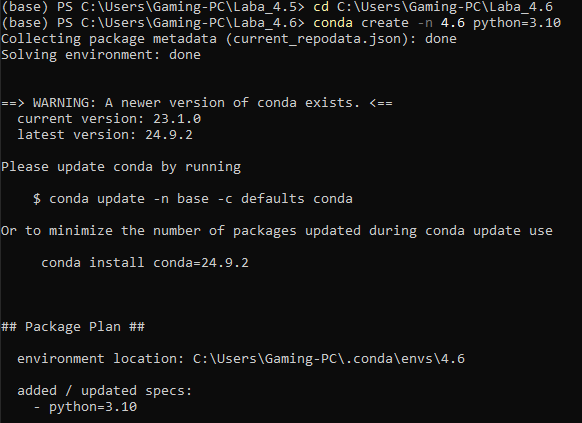 (base) PS C:\Users\Gaming-PC\Laba_4.5> cd C:\Users\Gaming-PC\Laba_4.6
(base) PS C:\Users\Gaming-PC\Laba_4.6> conda create -n 4.6 python=3.10
Collecting package metadata (current_repodata.json): done
Solving environment: done
==> WARNING: A newer version of conda exists. <==
current version: 23.1.0
latest version: 24.9.2
Please update conda by running
$ conda update -n base -c defaults conda
Or to minimize the number of packages updated during conda update use
conda install conda=24.9.2
## Package Plan ##
environment location: C:\Users\Gaming-PC\.conda\envs\4.6
added / updated specs:
- python=3.10